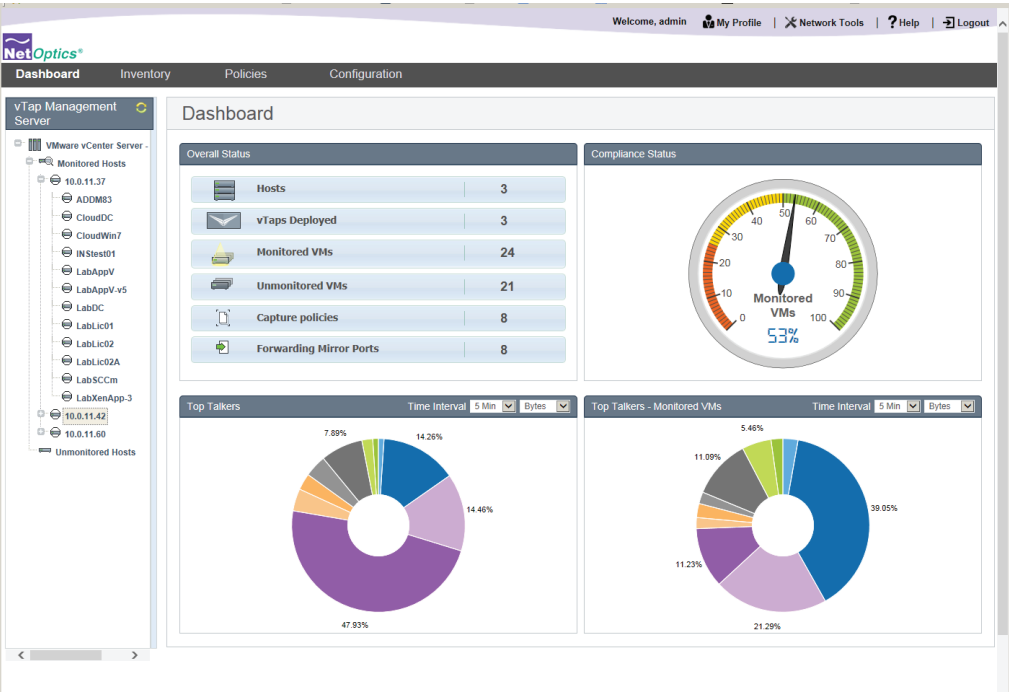 Welcome, admin My Profile | Network Tools | ? Help | Logout
NetOptics®
Dashboard Inventory Policies Configuration
vTap Management
Server
VMware vCenter Server -
Monitored Hosts
10.0.11.37
ADDM83
CloudDC
CloudWin7
INStest01
LabAppV
LabAppV-v5
LabDC
LabLic01
LabLic02
LabLic02A
LabSCCm
LabXenApp-3
10.0.11.42
10.0.11.60
Unmonitored Hosts
Dashboard
Overall Status
Hosts 3
vTaps Deployed 3
Monitored VMs 24
Unmonitored VMs 21
Capture policies 8
Forwarding Mirror Ports 8
Compliance Status
0 10 20 30 40 50 60 70 80 90 100
Monitored
VMs
53%
Top Talkers Time Interval 5 Min Bytes
7.89%
14.26%
14.46%
47.93%
Top Talkers - Monitored VMs Time Interval 5 Min Bytes
5.46%
11.09%
39.05%
11.23%
21.29%